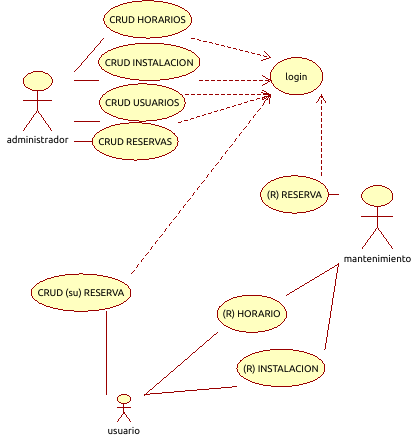 CRUD HORARIOS
CRUD INSTALACION
login
CRUD USUARIOS
administrador
CRUD RESERVAS
(R) RESERVA
mantenimiento
CRUD (su) RESERVA
(R) HORARIO
(R) INSTALACION
usuario